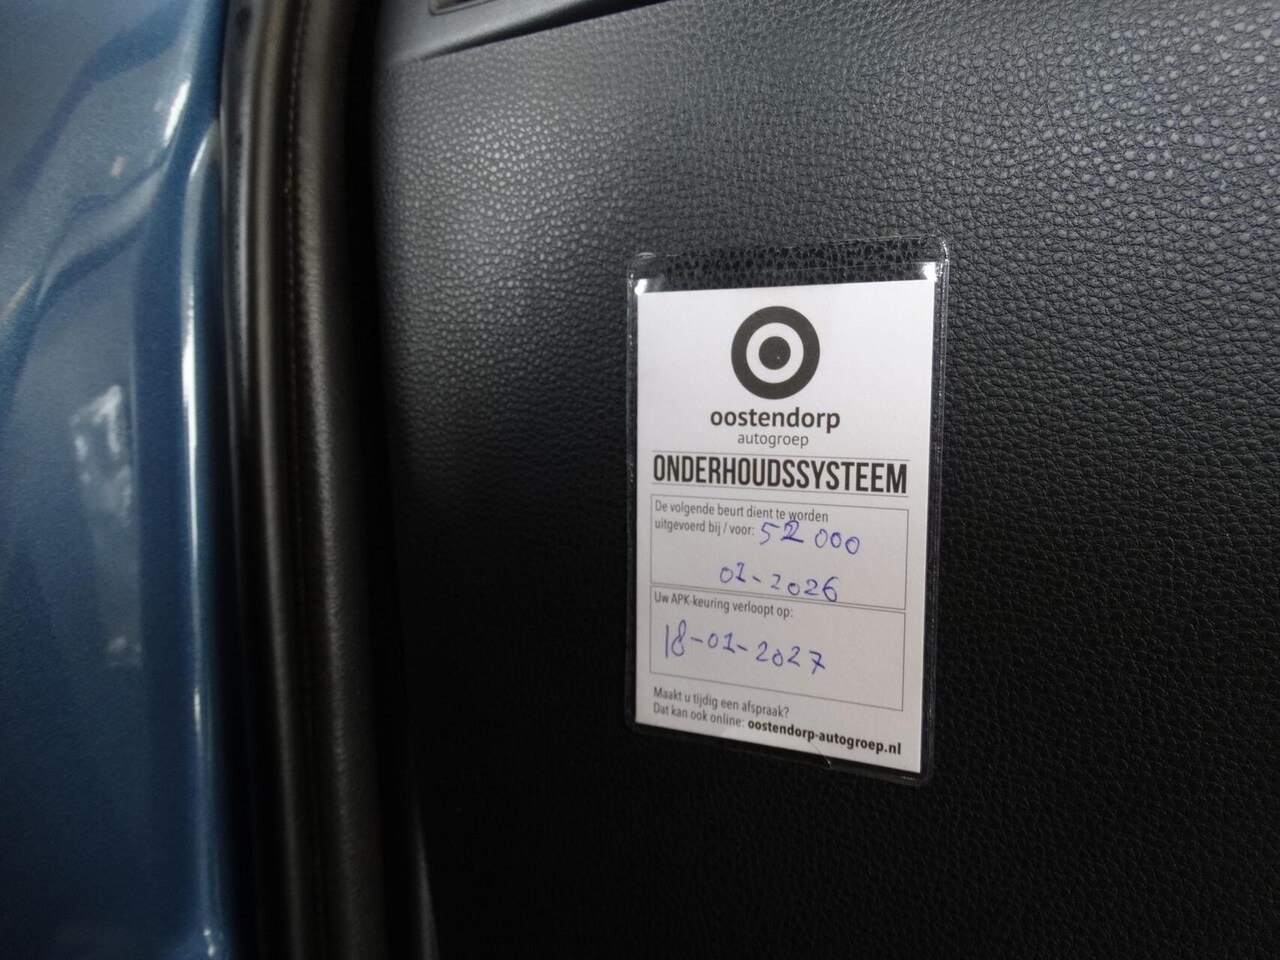 oostendorp
autogroep
ONDERHOUDSSYSTEEM
De volgende beurt dient te worden
uitgevoerd bij / voor: 52 000
01-2026
Uw APK-keuring verloopt op:
18-01-2027
Maakt u tijdig een afspraak?
Dat kan ook online: oostendorp-autogroep.nl